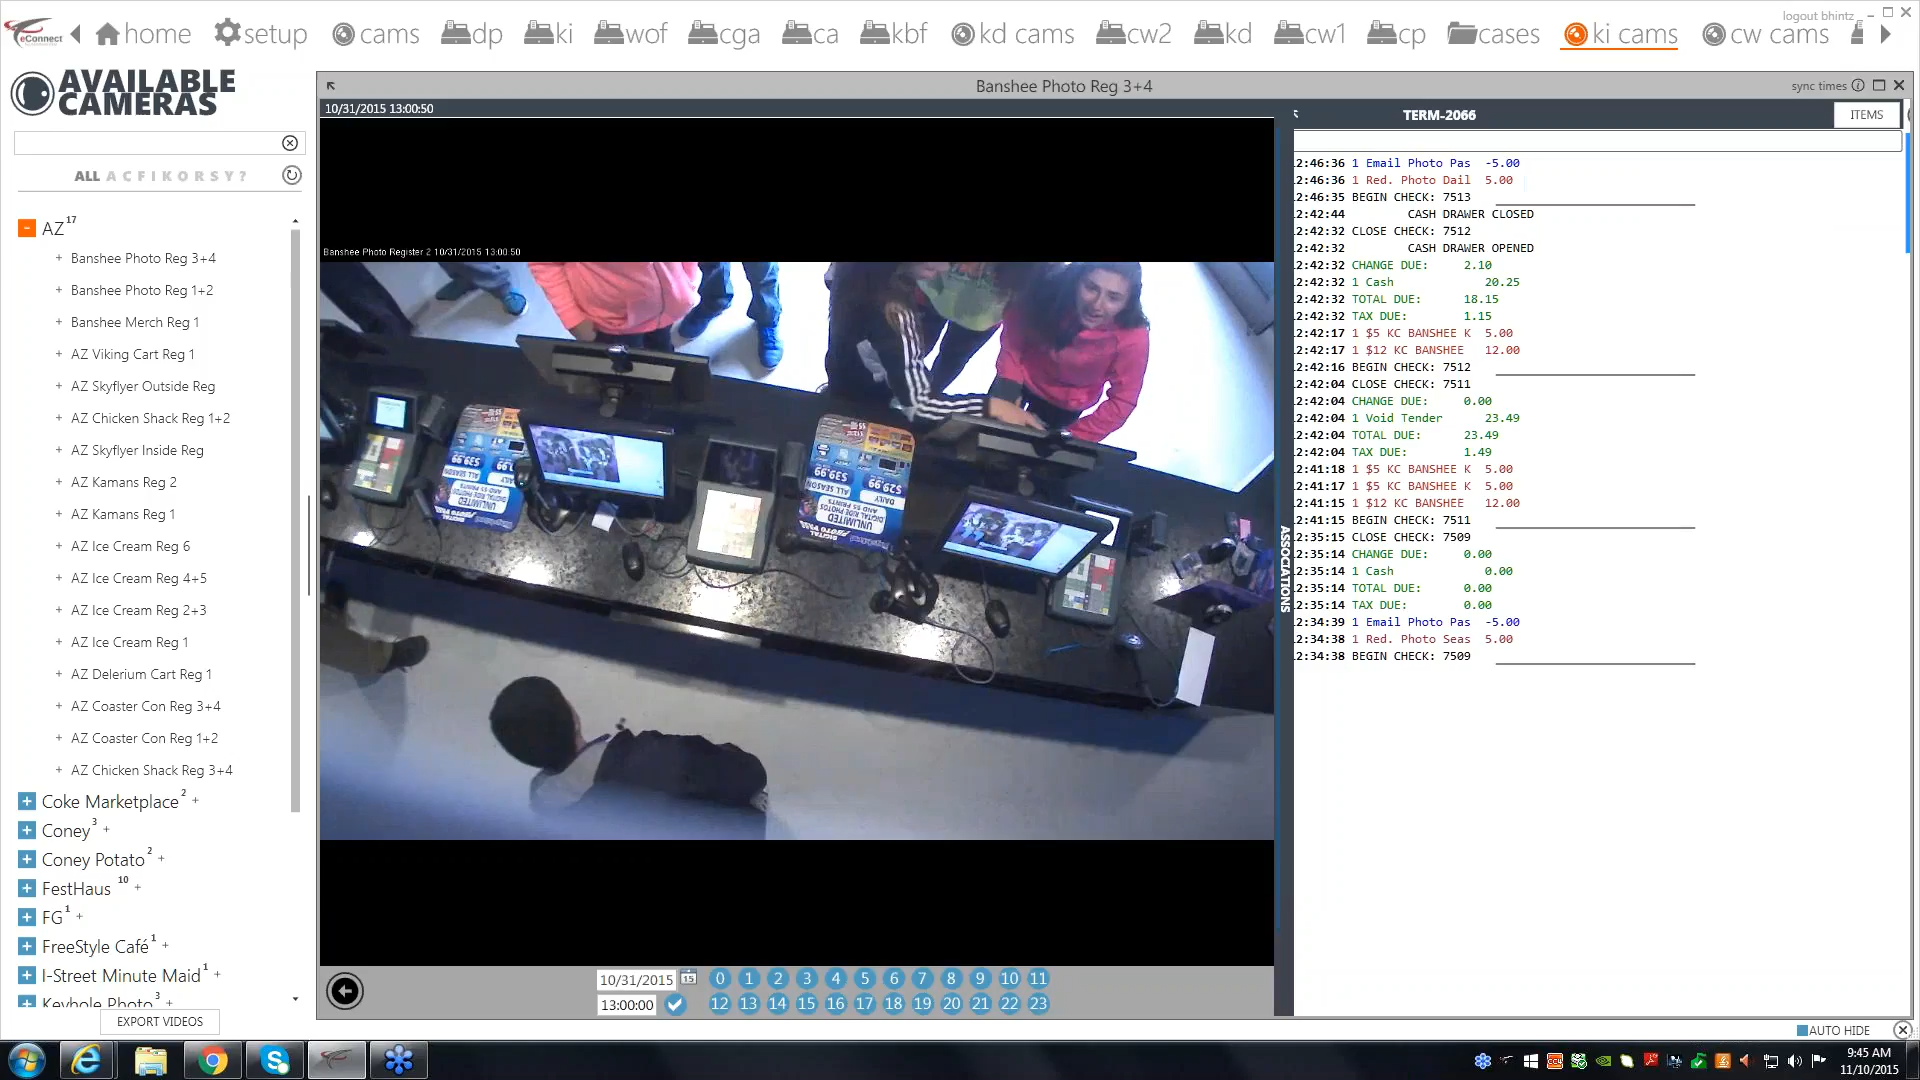 logout bhintz
eConnect
home
setup
cams
dp
ki
wof
cga
ca
kbf
kd cams
cw2
kd
cw1
cp
cases
ki cams
cw cams
AVAILABLE
CAMERAS
ALL A C F I K O R S Y ?
AZ 17
+ Banshee Photo Reg 3+4
+ Banshee Photo Reg 1+2
+ Banshee Merch Reg 1
+ AZ Viking Cart Reg 1
+ AZ Skyflyer Outside Reg
+ AZ Chicken Shack Reg 1+2
+ AZ Skyflyer Inside Reg
+ AZ Kamans Reg 2
+ AZ Kamans Reg 1
+ AZ Ice Cream Reg 6
+ AZ Ice Cream Reg 4+5
+ AZ Ice Cream Reg 2+3
+ AZ Ice Cream Reg 1
+ AZ Delerium Cart Reg 1
+ AZ Coaster Con Reg 3+4
+ AZ Coaster Con Reg 1+2
+ AZ Chicken Shack Reg 3+4
Coke Marketplace 2 +
Coney 3 +
Coney Potato 2 +
FestHaus 10 +
FG 1 +
FreeStyle Café 1 +
I-Street Minute Maid 1 +
Keyhole Photo 3 +
EXPORT VIDEOS
Banshee Photo Reg 3+4
sync times
10/31/2015 13:00:50
Banshee Photo Register 2 10/31/2015 13:00:50
UNLIMITED
DIGITAL RIDE PHOTOS
AND $5 PRINTS
DAILY
$29.99
ALL SEASON
$39.99
10/31/2015 15
0 1 2 3 4 5 6 7 8 9 10 11
13:00:00
12 13 14 15 16 17 18 19 20 21 22 23
ASSOCIATIONS
TERM-2066
ITEMS
2:46:36 1 Email Photo Pas -5.00
2:46:36 1 Red. Photo Dail 5.00
2:46:35 BEGIN CHECK: 7513
2:42:44 CASH DRAWER CLOSED
2:42:32 CLOSE CHECK: 7512
2:42:32 CASH DRAWER OPENED
2:42:32 CHANGE DUE: 2.10
2:42:32 1 Cash 20.25
2:42:32 TOTAL DUE: 18.15
2:42:32 TAX DUE: 1.15
2:42:17 1 $5 KC BANSHEE K 5.00
2:42:17 1 $12 KC BANSHEE 12.00
2:42:16 BEGIN CHECK: 7512
2:42:04 CLOSE CHECK: 7511
2:42:04 CHANGE DUE: 0.00
2:42:04 1 Void Tender 23.49
2:42:04 TOTAL DUE: 23.49
2:42:04 TAX DUE: 1.49
2:41:18 1 $5 KC BANSHEE K 5.00
2:41:17 1 $5 KC BANSHEE K 5.00
2:41:15 1 $12 KC BANSHEE 12.00
2:41:15 BEGIN CHECK: 7511
2:35:15 CLOSE CHECK: 7509
2:35:14 CHANGE DUE: 0.00
2:35:14 1 Cash 0.00
2:35:14 TOTAL DUE: 0.00
2:35:14 TAX DUE: 0.00
2:34:39 1 Email Photo Pas -5.00
2:34:38 1 Red. Photo Seas 5.00
2:34:38 BEGIN CHECK: 7509
AUTO HIDE
9:45 AM
11/10/2015